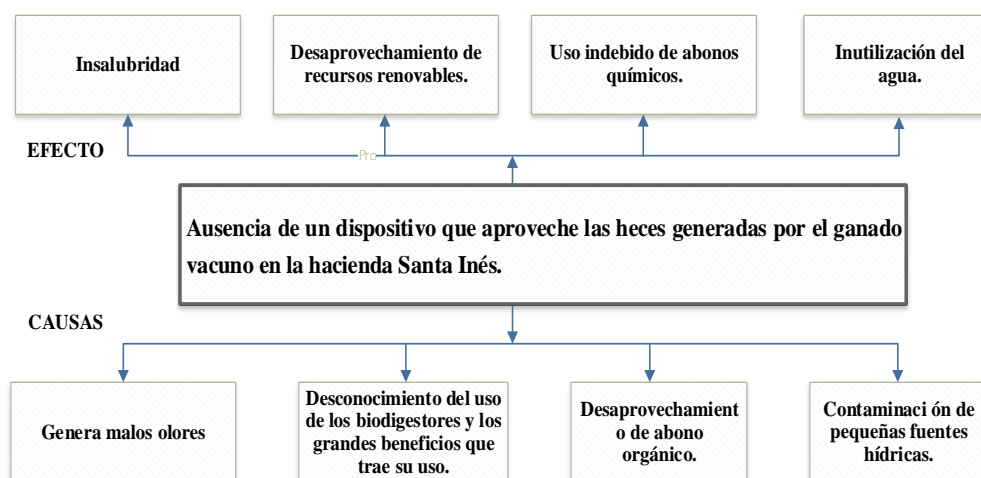 Insalubridad
Desaprovechamiento de
recursos renovables.
Uso indebido de abonos
químicos.
Inutilización del
agua.
EFECTO
Pro
Ausencia de un dispositivo que aproveche las heces generadas por el ganado
vacuno en la hacienda Santa Inés.
CAUSAS
Genera malos olores
Desconocimiento del uso
de los biodigestores y los
grandes beneficios que
trae su uso.
Desaprovechamient
o de abono
orgánico.
Contaminaci ón de
pequeñas fuentes
hídricas.